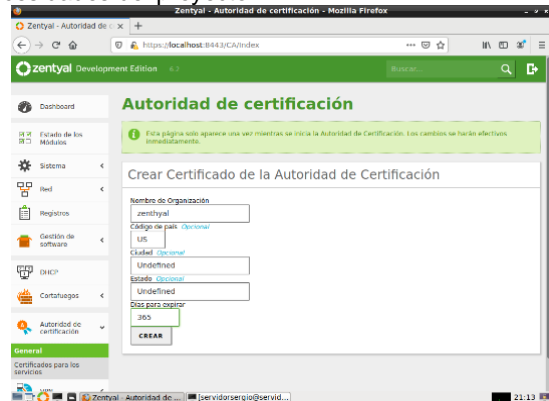 Zentyal - Autoridad de certificación - Mozilla Firefox
Zentyal - Autoridad de c
https://localhost:8443/CA/Index
zentyal Development Edition 6.2
Buscar...
Autoridad de certificación
Dashboard
Estado de los
Módulos
Sistema
Red
Registros
Gestión de
software
DHCP
Cortafuegos
Autoridad de
certificación
General
Certificados para los
servicios
VPN
Esta página sólo aparece una vez mientras se inicia la Autoridad de Certificación. Los cambios se harán efectivos
inmediatamente.
Crear Certificado de la Autoridad de Certificación
Nombre de Organización
zenthyal
Código de país Opcional
US
Ciudad Opcional
Undefined
Estado Opcional
Undefined
Días para expirar
365
CREAR
Zentyal - Autoridad de ...
[servidorsergio@servid...
21:13